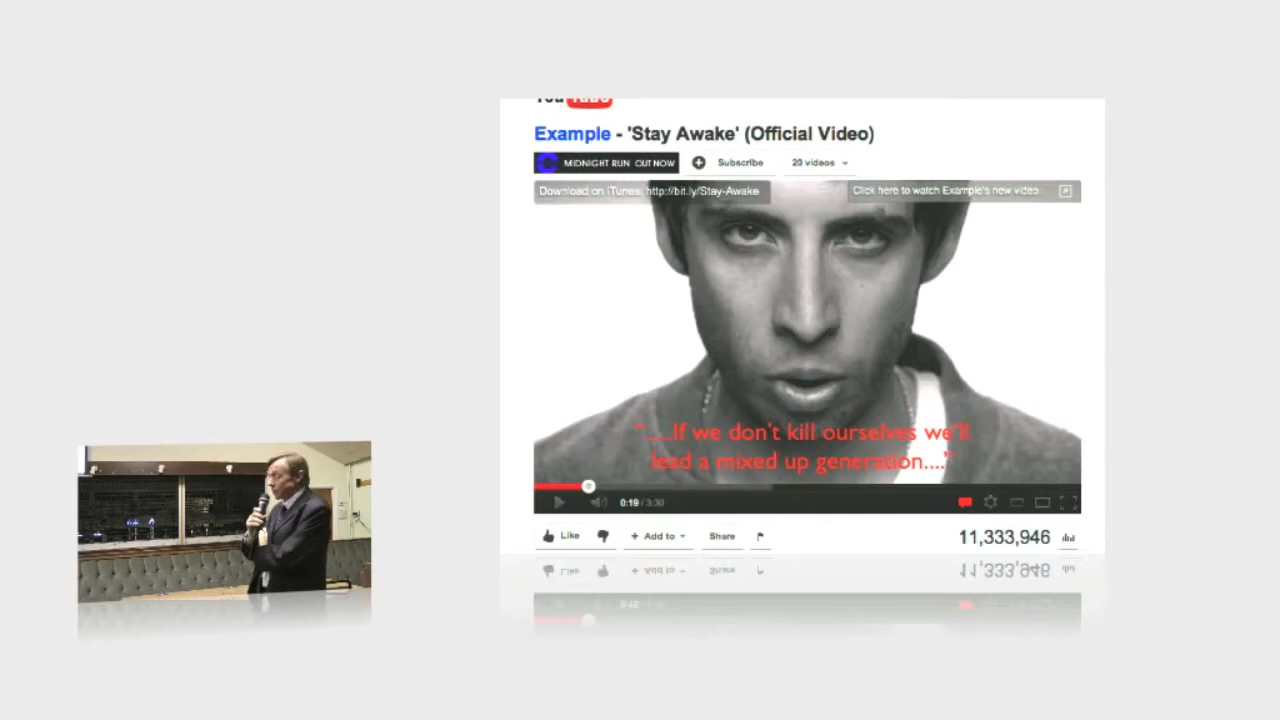 YouTube
Example - 'Stay Awake' (Official Video)
MIDNIGHT RUN OUT NOW
Subscribe
20 videos
Download on iTunes: http://bit.ly/Stay-Awake
Click here to watch Example's new video
"....If we don't kill ourselves we'll
lead a mixed up generation...."
0:19 / 3:30
Like
+ Add to
Share
11,333,946